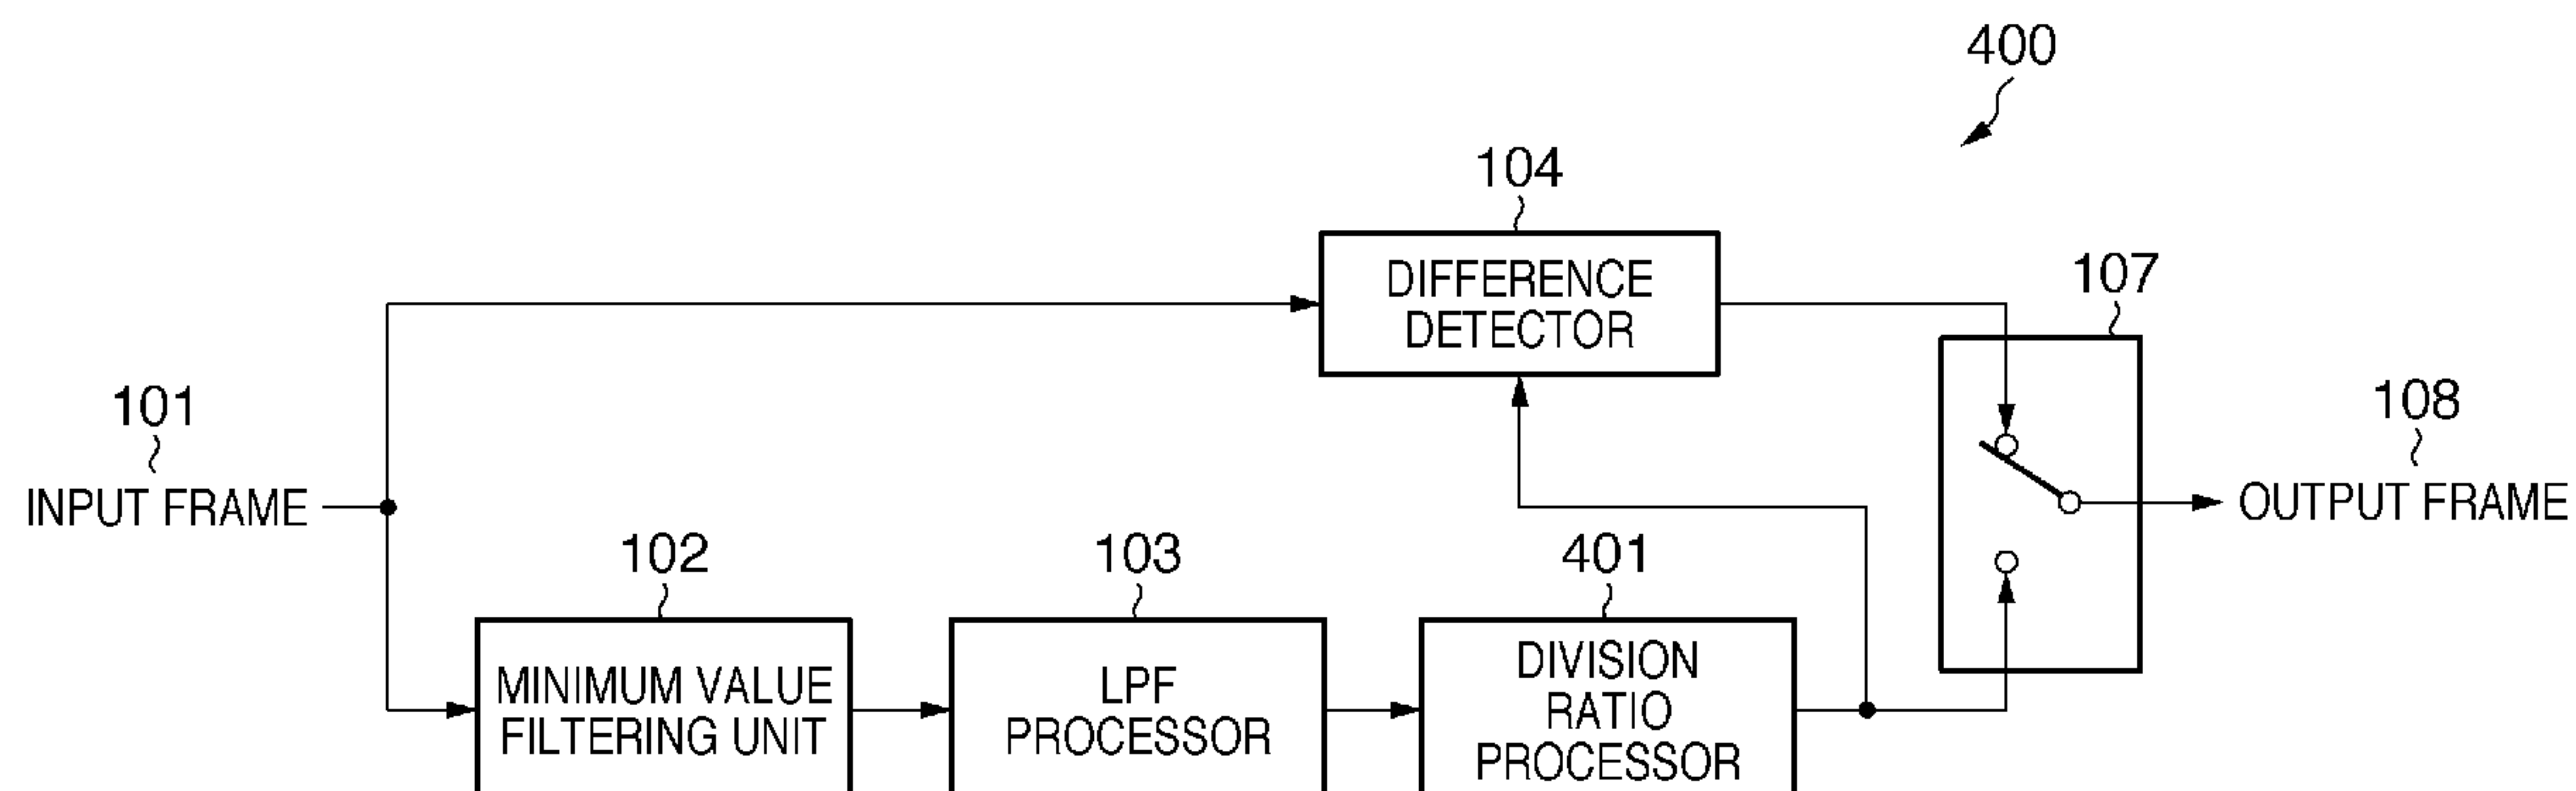 400
104
DIFFERENCE
DETECTOR
107
101
INPUT FRAME
108
OUTPUT FRAME
102
MINIMUM VALUE
FILTERING UNIT
103
LPF
PROCESSOR
401
DIVISION
RATIO
PROCESSOR